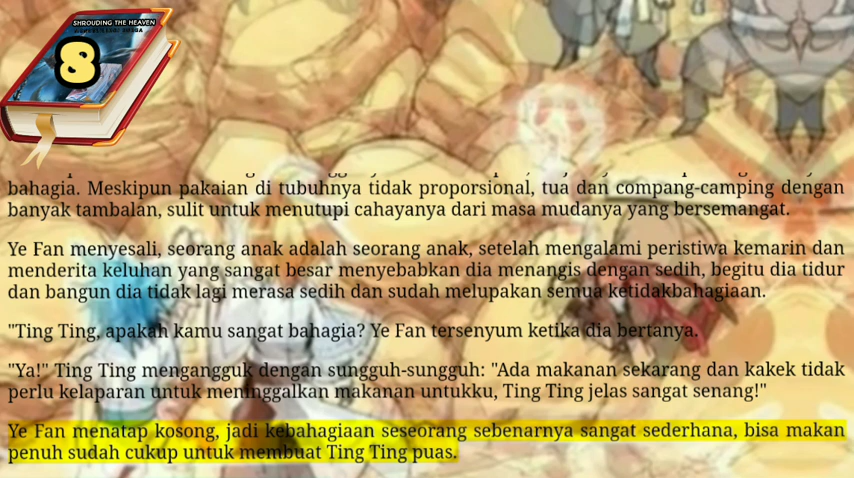 SHROUDING THE HEAVEN
8
bahagia. Meskipun pakaian di tubuhnya tidak proporsional, tua dan compang-camping dengan
banyak tambalan, sulit untuk menutupi cahayanya dari masa mudanya yang bersemangat.
Ye Fan menyesali, seorang anak adalah seorang anak, setelah mengalami peristiwa kemarin dan
menderita keluhan yang sangat besar menyebabkan dia menangis dengan sedih, begitu dia tidur
dan bangun dia tidak lagi merasa sedih dan sudah melupakan semua ketidakbahagiaan.
"Ting Ting, apakah kamu sangat bahagia? Ye Fan tersenyum ketika dia bertanya.
"Ya!" Ting Ting mengangguk dengan sungguh-sungguh: "Ada makanan sekarang dan kakek tidak
perlu kelaparan untuk meninggalkan makanan untukku, Ting Ting jelas sangat senang!"
Ye Fan menatap kosong, jadi kebahagiaan seseorang sebenarnya sangat sederhana, bisa makan
penuh sudah cukup untuk membuat Ting Ting puas.